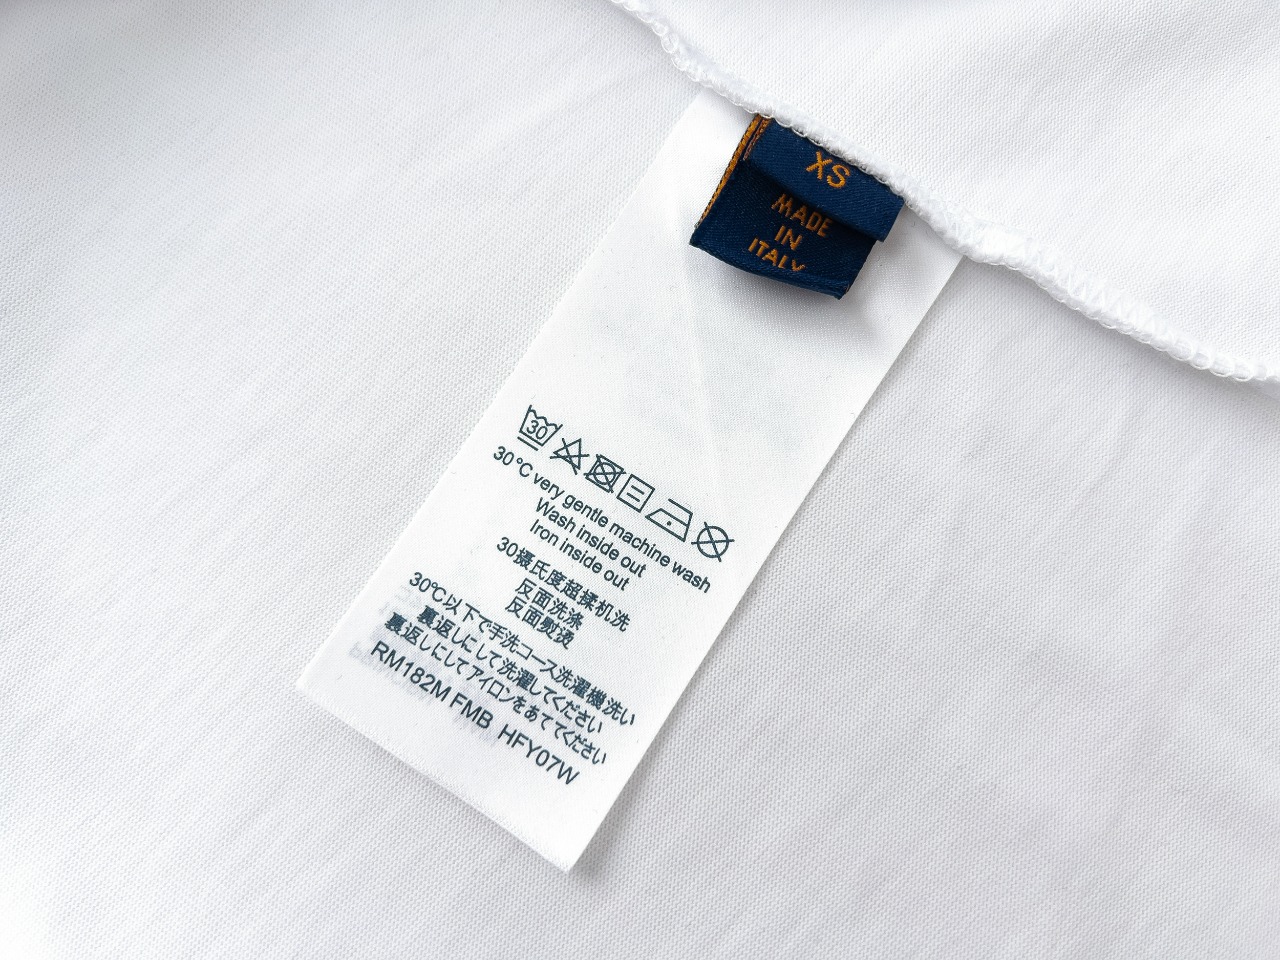 XS
MADE
IN
ITALY
30
30°C very gentle machine wash
Wash inside out
Iron inside out
30摄氏度超揉机洗
反面洗涤
反面熨烫
30℃以下で手洗コース洗濯機洗い
裏返しにして洗濯してください
裏返しにしてアイロンをあててください
RM182M FMB HFY07W